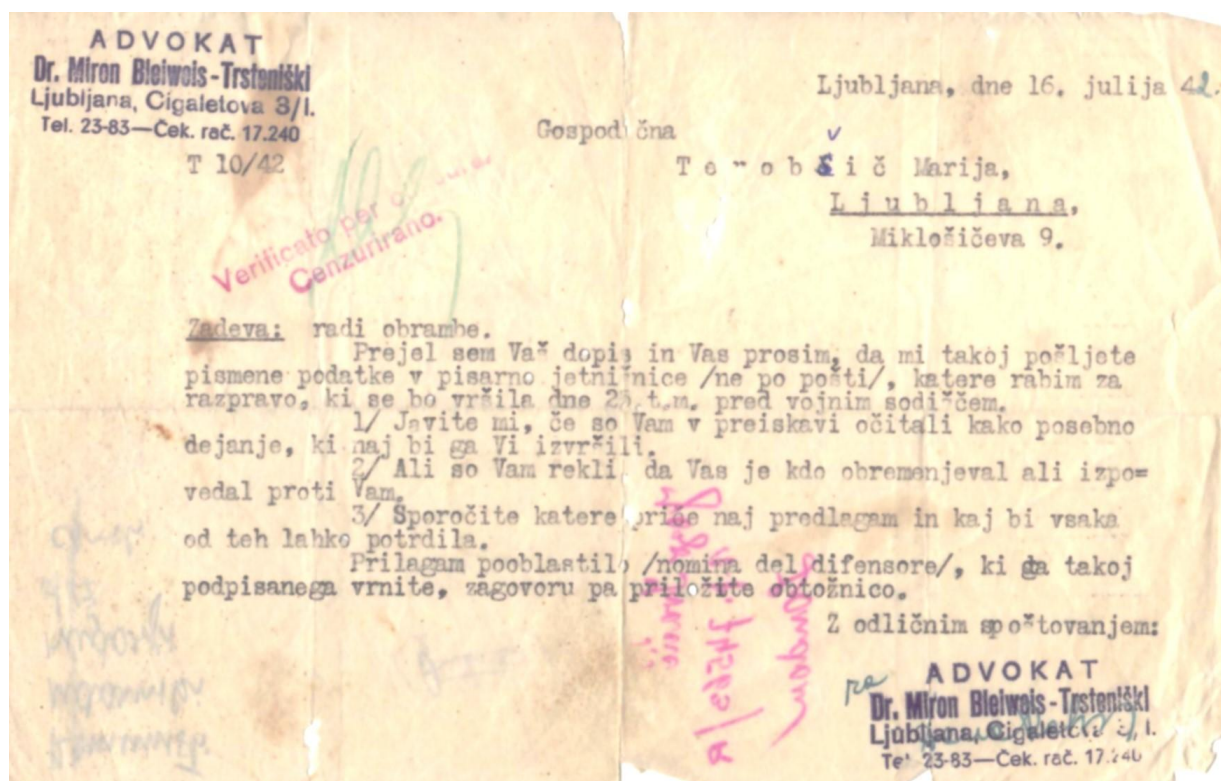 ADVOKAT
Dr. Miron Bleiweis-Trsteniški
Ljubljana, Cigaletova 3/I.
Tel. 23-83—Ček. rač. 17.240
T 10/42
Ljubljana, dne 16. julija 42.
Gospodična
Marija,
Ljubljana,
Miklošičeva 9.
Verificato per
Cenzurirano.
Zadeva: radi obrambe.
Prejel sem Vaš dopis in Vas prosim, da mi takoj pošljete
pismene podatke v pisarno jetnišnice /ne po pošti/, katere rabim za
razpravo, ki se bo vršila dne t.m. pred vojnim sodiščem.
1/ Javite mi, če so Vam v preiskavi očitali kako posebno
dejanje, ki naj bi ga Vi izvršili.
2/ Ali so Vam rekli, da Vas je kdo obremenjeval ali izpo=
vedal proti Vam.
3/ Sporočite katere priče naj predlagam in kaj bi vsaka
od teh lahko potrdila.
Prilagam pooblastilo /nomina del difensore/, ki ga takoj
podpisanega vrnite, zagovoru pa priložite obtožnico.
Z odličnim spoštovanjem:
ADVOKAT
Dr. Miron Bleiweis-Trsteniški
Ljubljana, Cigaletova 3/I.
Tel. 23-83—Ček. rač. 17.240